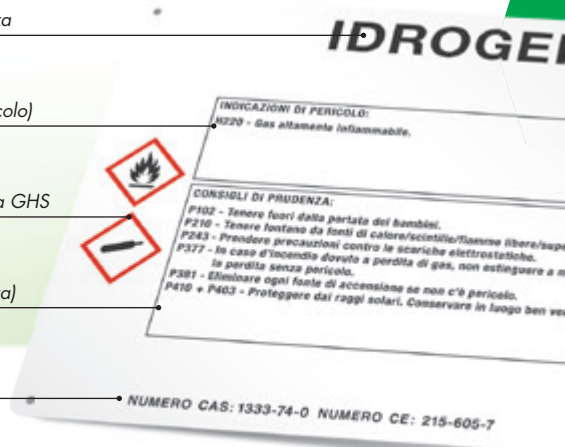 IDROGE
INDICAZIONI DI PERICOLO:
H220 - Gas altamente infiammabile.
colo)
a GHS
CONSIGLI DI PRUDENZA:
P102 - Tenere fuori dalla portata dei bambini.
P210 - Tenere lontano da fonti di calore/scintille/fiamme libere/supe
P243 - Prendere precauzioni contro le scariche elettrostatiche.
P377 - In caso d'incendio dovuto a perdita di gas, non estinguere a m
la perdita senza pericolo.
P381 - Eliminare ogni fonte di accensione se non c'è pericolo.
P410 + P403 - Proteggere dai raggi solari. Conservare in luogo ben ve
NUMERO CAS: 1333-74-0 NUMERO CE: 215-605-7